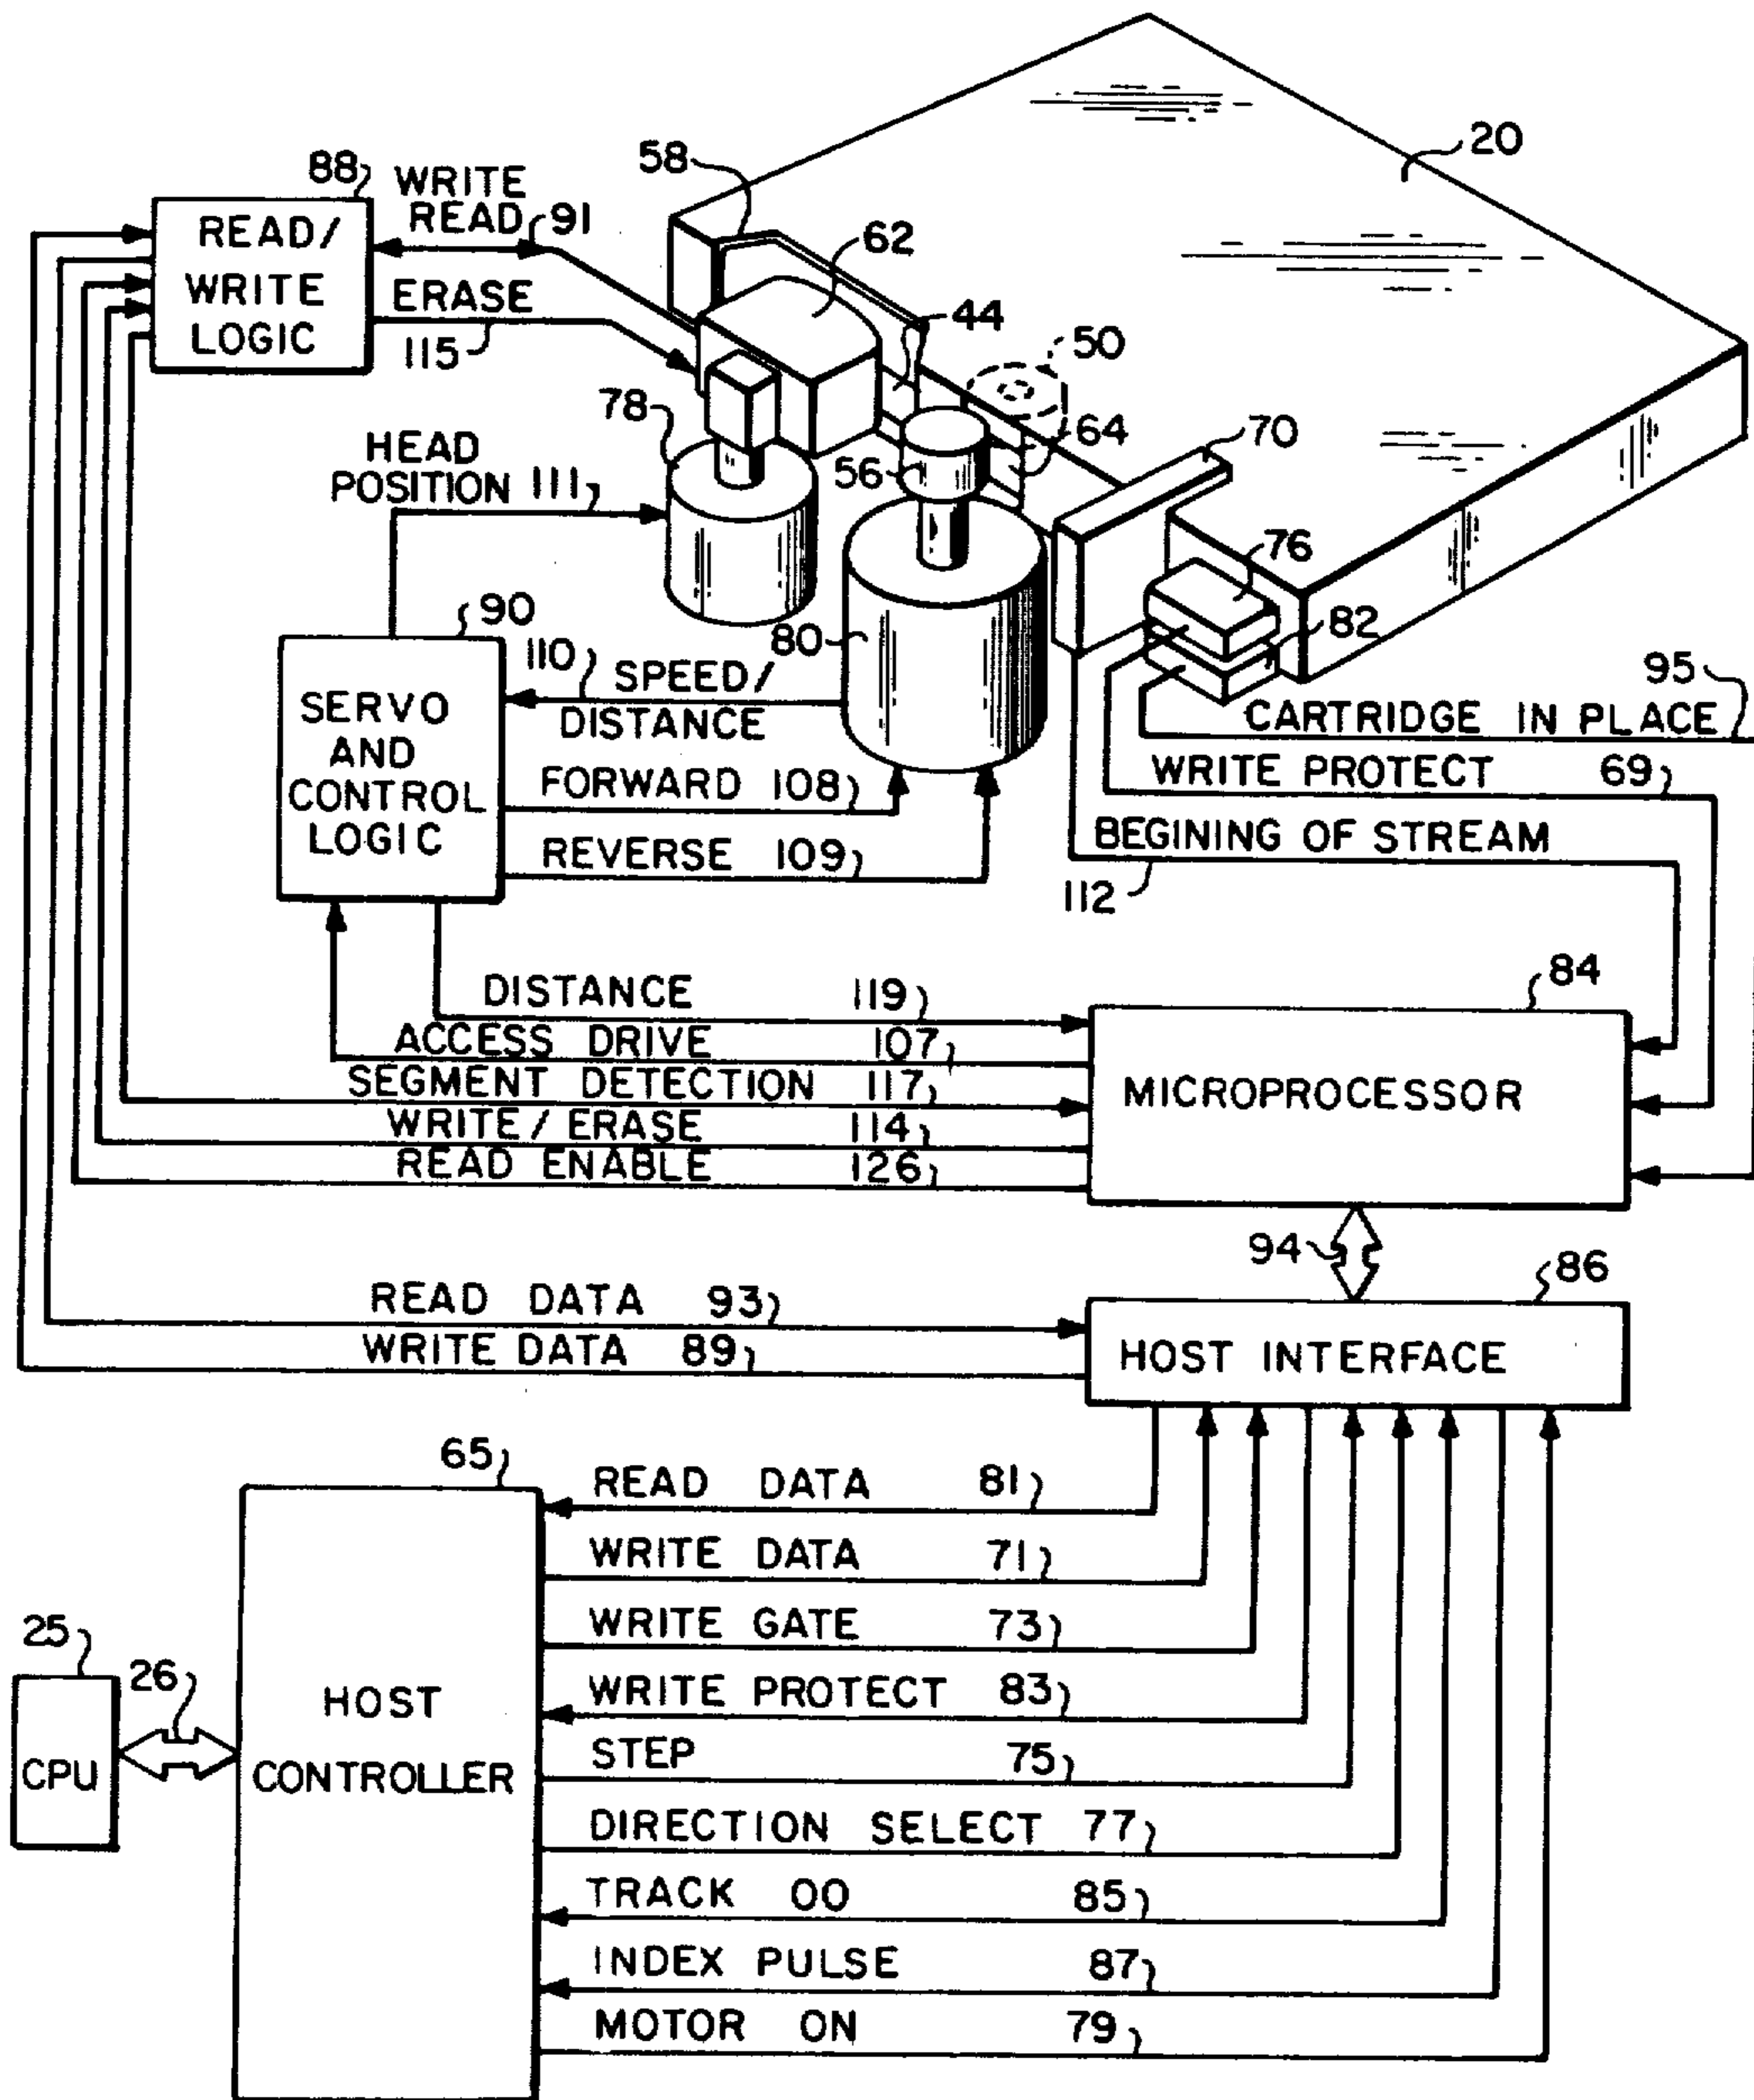 20
58
88
WRITE
READ
91
62
READ/
WRITE
LOGIC
ERASE
115
44
50
78
70
64
HEAD
POSITION 111
56
76
90
82
80
110
SPEED/
DISTANCE
95
SERVO
AND
CONTROL
LOGIC
CARTRIDGE IN PLACE
WRITE PROTECT 69
FORWARD 108
BEGINING OF STREAM
REVERSE 109
112
84
DISTANCE 119
ACCESS DRIVE 107
SEGMENT DETECTION 117
MICROPROCESSOR
WRITE/ERASE 114
READ ENABLE 126
94
86
READ DATA 93
WRITE DATA 89
HOST INTERFACE
65
READ DATA 81
WRITE DATA 71
WRITE GATE 73
25
26
WRITE PROTECT 83
HOST
CONTROLLER
CPU
STEP 75
DIRECTION SELECT 77
TRACK 00 85
INDEX PULSE 87
MOTOR ON 79